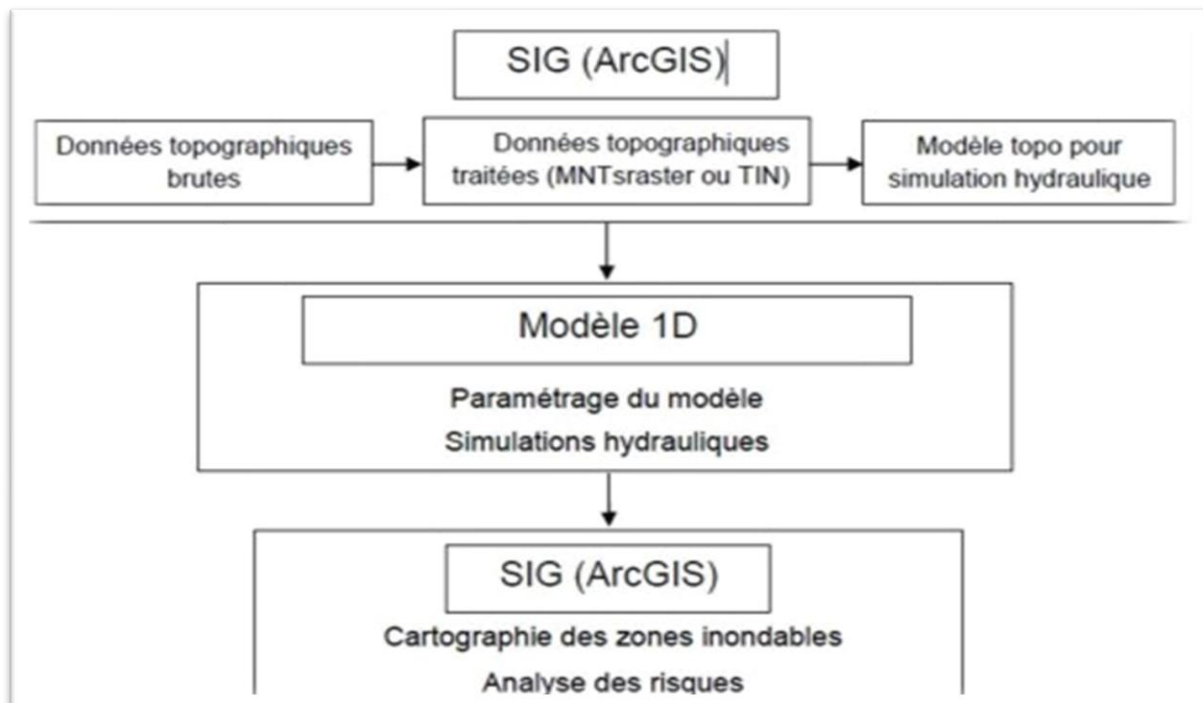 SIG (ArcGIS)
Données topographiques
brutes
Données topographiques
traitées (MNTsraster ou TIN)
Modèle topo pour
simulation hydraulique
Modèle 1D
Paramétrage du modèle
Simulations hydrauliques
SIG (ArcGIS)
Cartographie des zones inondables
Analyse des risques